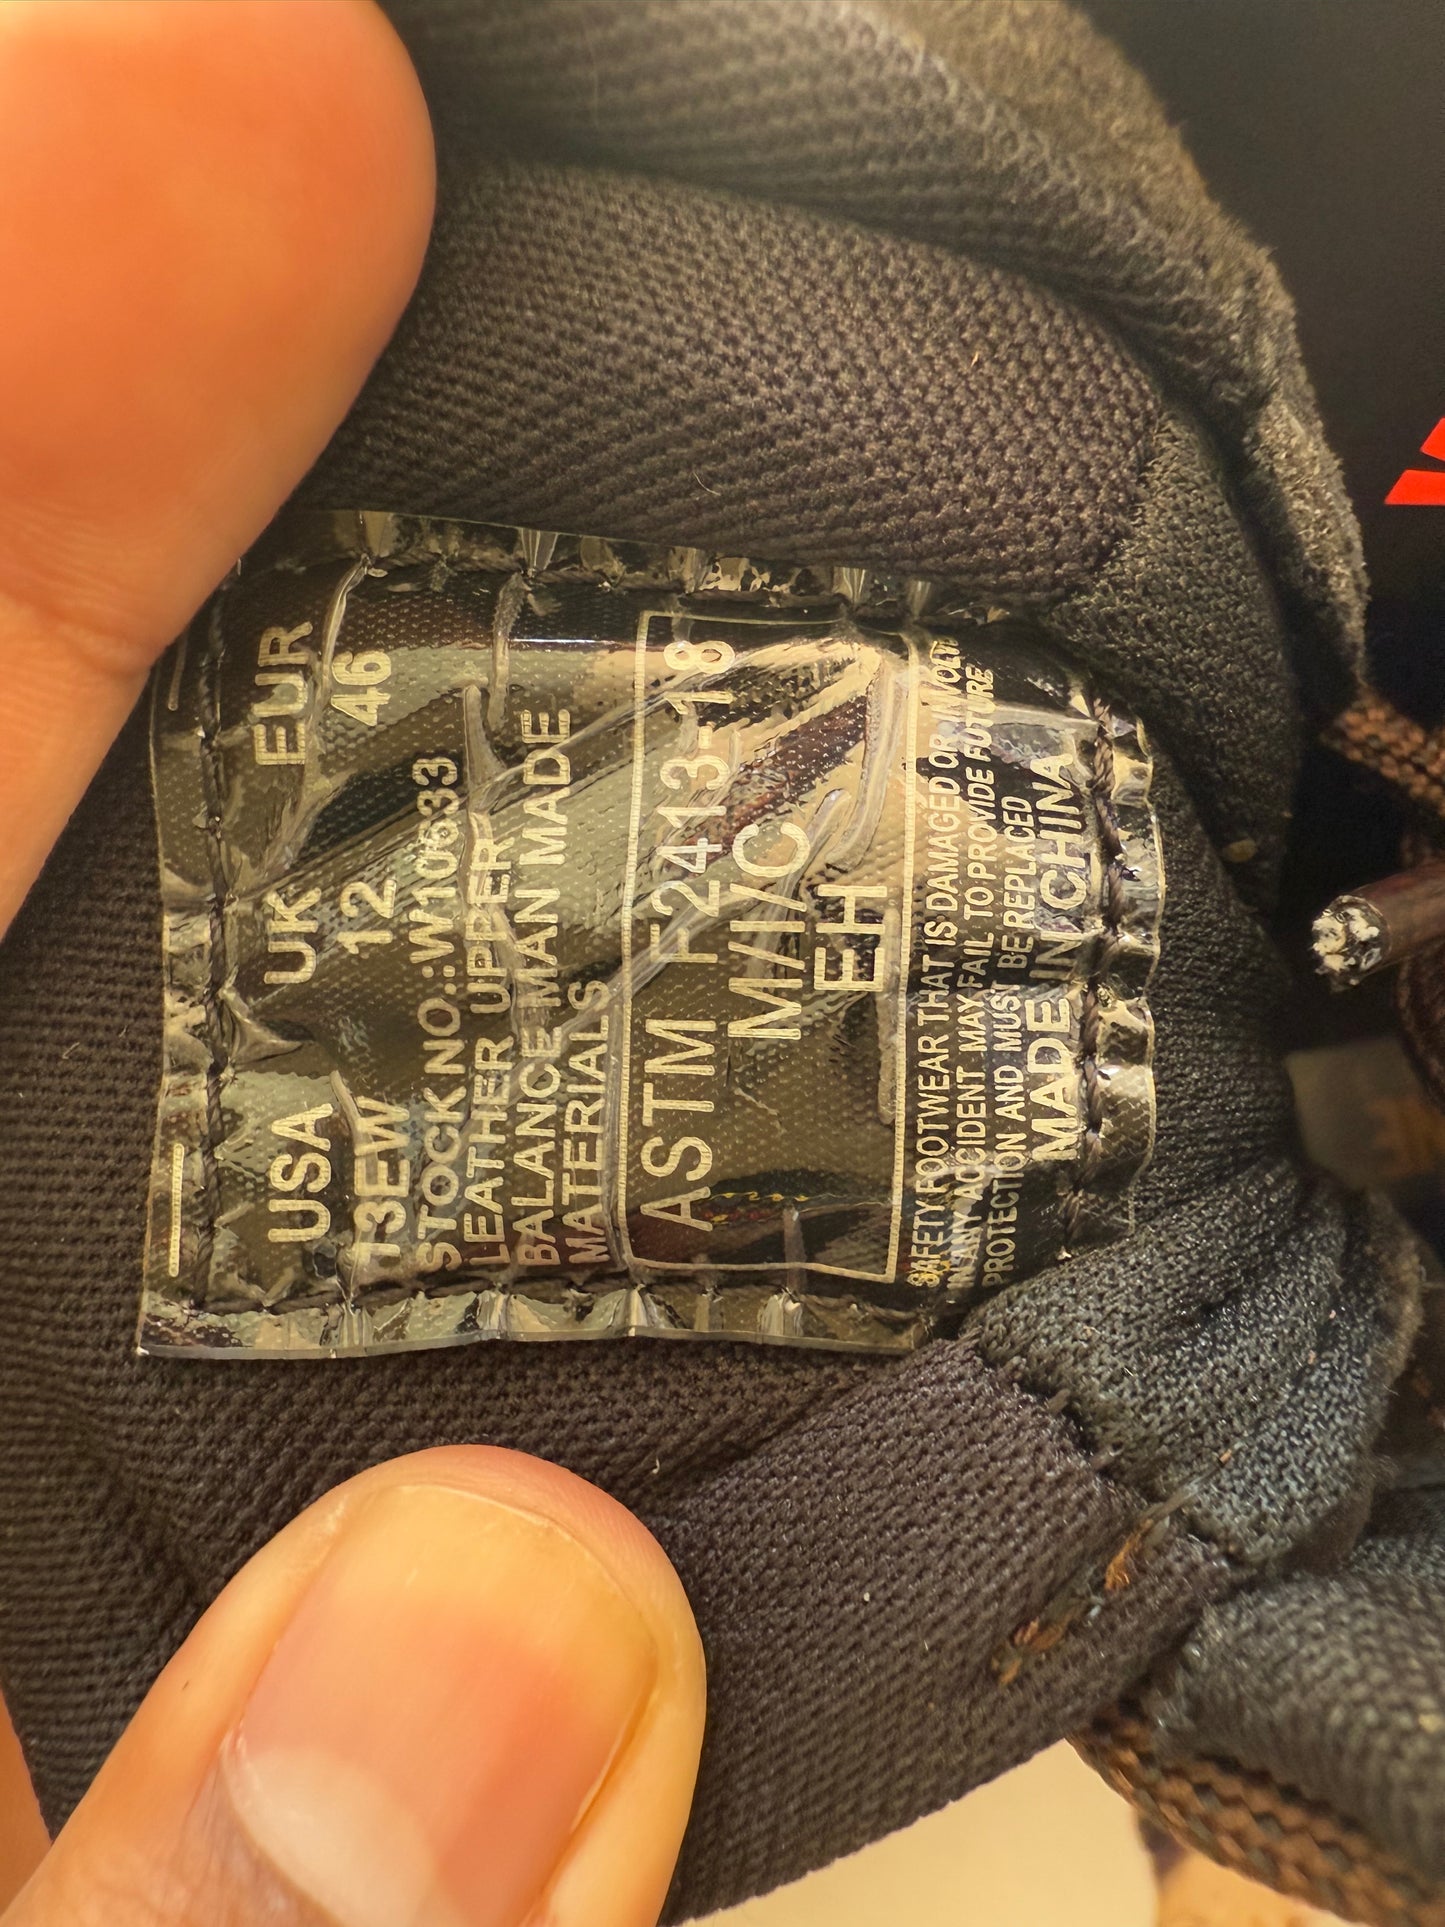 USA UK EUR
13EW 12 46
STOCK NO.:W10633
LEATHER UPPER
BALANCE MAN MADE
MATERIALS
ASTM F2413-18
M/I/C
EH
SAFETY FOOTWEAR THAT IS DAMAGED OR
IN ANY ACCIDENT MAY FAIL TO PROVIDE FUTURE
PROTECTION AND MUST BE REPLACED
MADE IN CHINA